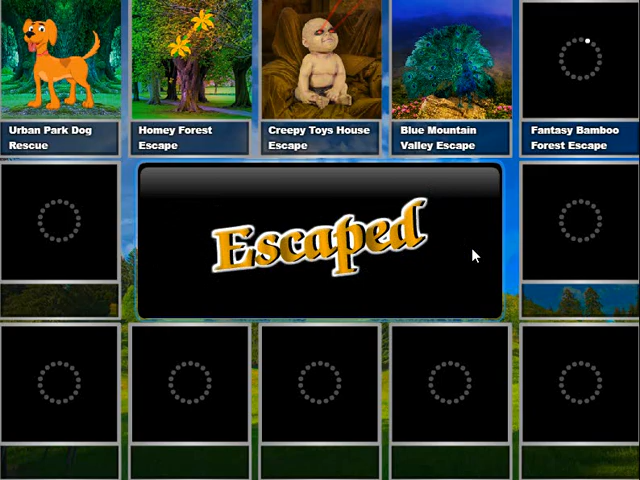 Urban Park Dog
Rescue
Homey Forest
Escape
Creepy Toys House
Escape
Blue Mountain
Valley Escape
Fantasy Bamboo
Forest Escape
Escaped